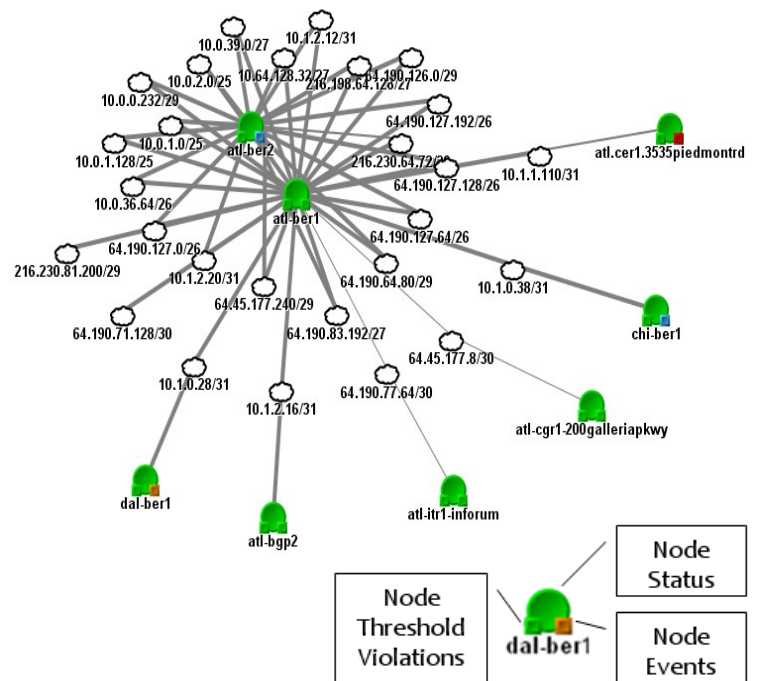 10.1.2.12/31
10.0.39.0/27
10.0.2.0/25
10.64.128.32/27
216.198.64.128/27
64.190.126.0/29
10.0.0.232/29
64.190.127.192/26
10.0.1.0/25
atl-ber2
10.0.1.128/25
216.230.64.72/29
atl.cer1.3535piedmontrd
10.1.1.110/31
64.190.127.128/26
10.0.36.64/26
atl-ber1
64.190.127.64/26
64.190.127.0/26
216.230.81.200/29
10.1.2.20/31
64.190.64.80/29
10.1.0.38/31
64.45.177.240/29
64.190.71.128/30
64.190.83.192/27
chi-ber1
64.45.177.8/30
10.1.0.28/31
64.190.77.64/30
10.1.2.16/31
atl-cgr1-200galleriapkwy
dal-ber1
atl-itr1-inforum
atl-bgp2
Node
Status
Node
Threshold
Violations
dal-ber1
Node
Events